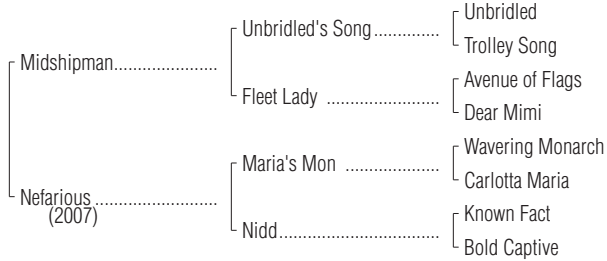 Unbridled
Unbridled's Song..............
Trolley Song
Midshipman......................
Avenue of Flags
Fleet Lady ........................
Dear Mimi
Wavering Monarch
Maria's Mon ....................
Carlotta Maria
Nefarious..........................
(2007)
Known Fact
Nidd..................................
Bold Captive